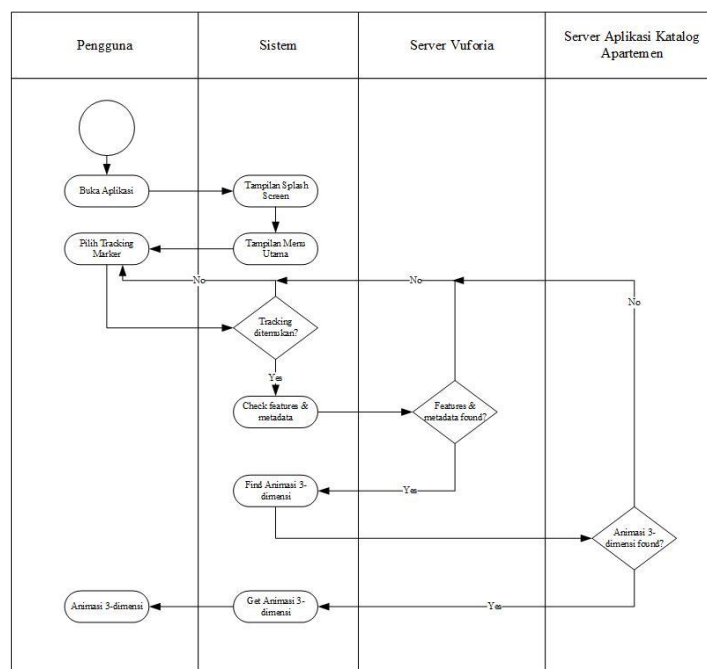 Pengguna
Sistem
Server Vuforia
Server Aplikasi Katalog
Apartemen
Buka Aplikasi
Tampilan Splash
Screen
Pilih Tracking
Marker
Tampilan Menu
Utama
No
No
No
Tracking
ditemukan?
Yes
Check features &
metadata
Features &
metadata found?
Find Animasi 3-
dimensi
Yes
Animasi 3-
dimensi found?
Animasi 3-dimensi
Get Animasi 3-
dimensi
Yes